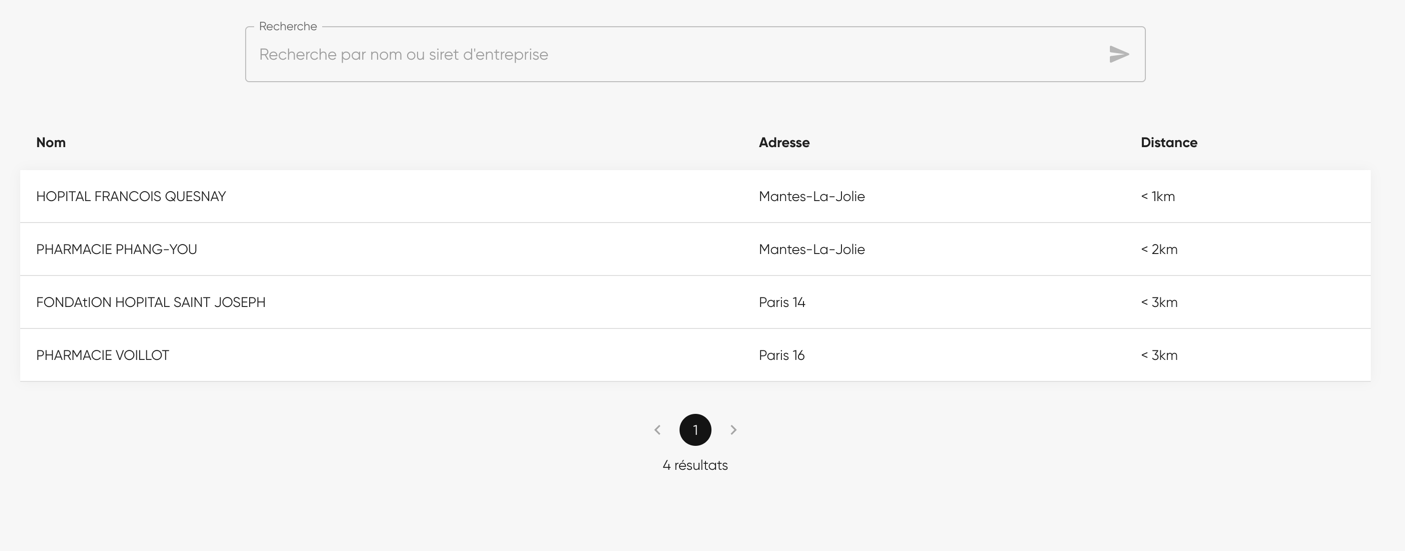 Recherche
Recherche par nom ou siret d'entreprise
Nom Adresse Distance
HOPITAL FRANCOIS QUESNAY Mantes-La-Jolie < 1km
PHARMACIE PHANG-YOU Mantes-La-Jolie < 2km
FONDAtION HOPITAL SAINT JOSEPH Paris 14 < 3km
PHARMACIE VOILLOT Paris 16 < 3km
1
4 résultats